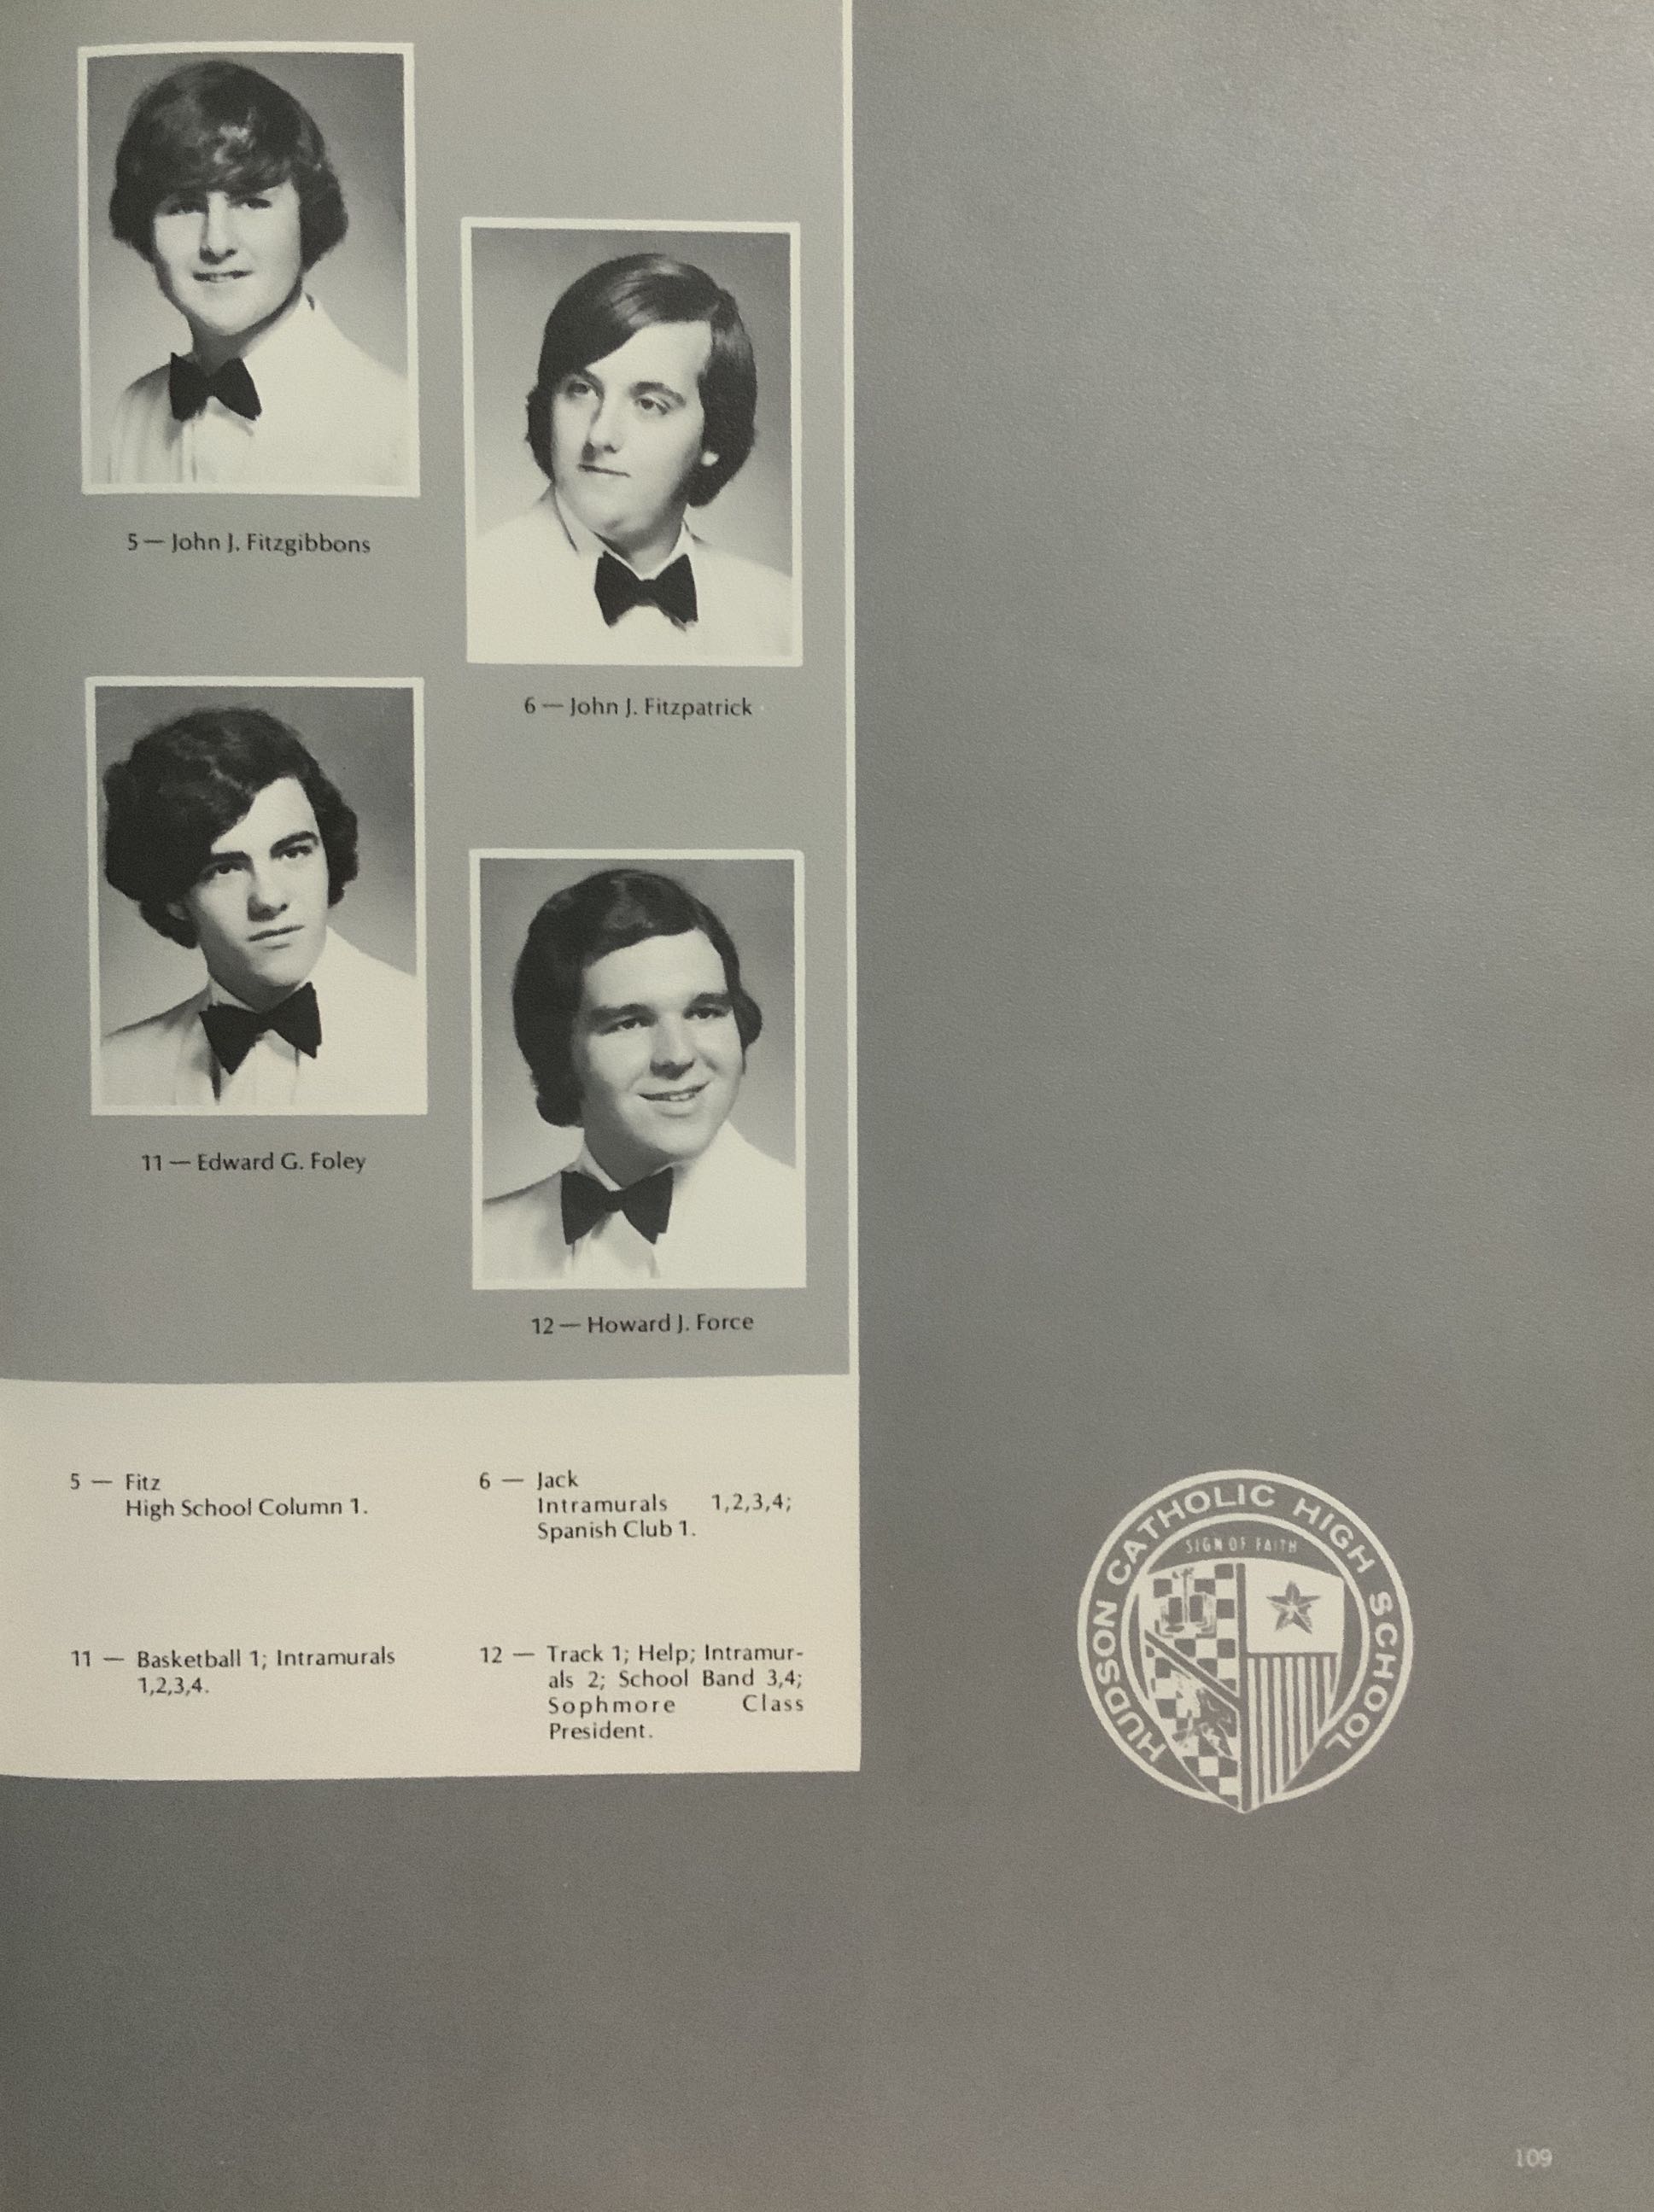 5 — John J. Fitzgibbons
6 — John J. Fitzpatrick
11 — Edward G. Foley
12 — Howard J. Force
5 — Fitz
High School Column 1.
6 — Jack
Intramurals 1,2,3,4;
Spanish Club 1.
11 — Basketball 1; Intramurals
1,2,3,4.
12 — Track 1; Help; Intramur-
als 2; School Band 3,4;
Sophmore Class
President.
HUDSON CATHOLIC HIGH SCHOOL
SIGN OF FAITH
109